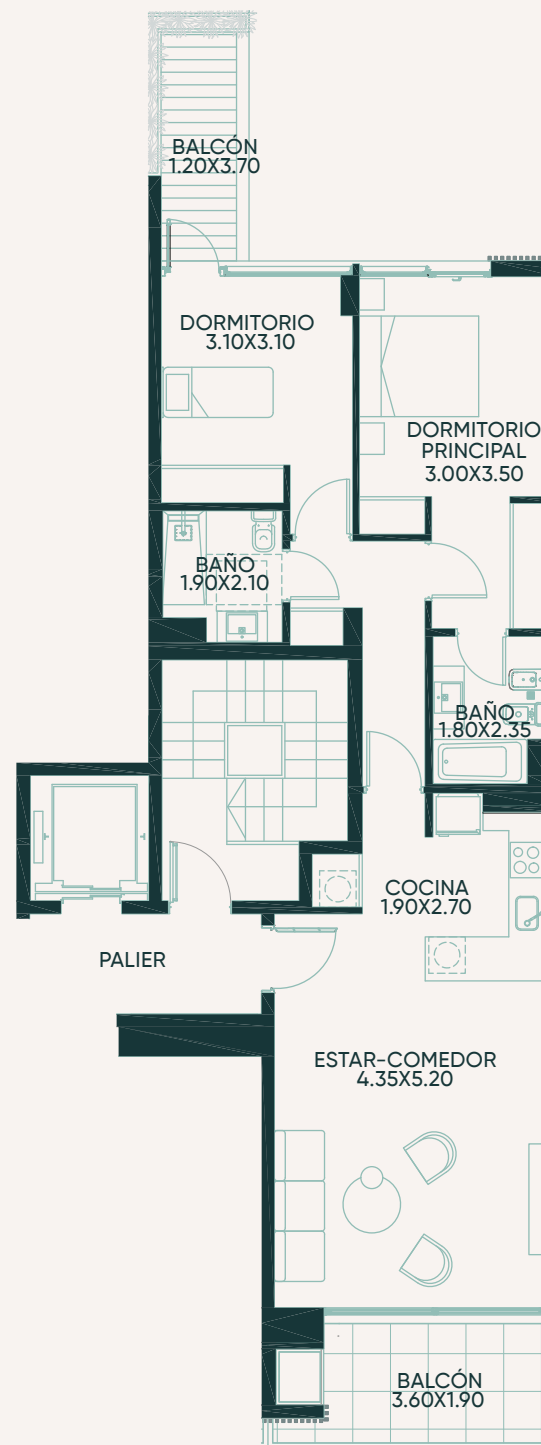 BALCÓN
1.20X3.70
DORMITORIO
3.10X3.10
DORMITORIO
PRINCIPAL
3.00X3.50
BAÑO
1.90X2.10
BAÑO
1.80X2.35
COCINA
1.90X2.70
PALIER
ESTAR-COMEDOR
4.35X5.20
BALCÓN
3.60X1.90